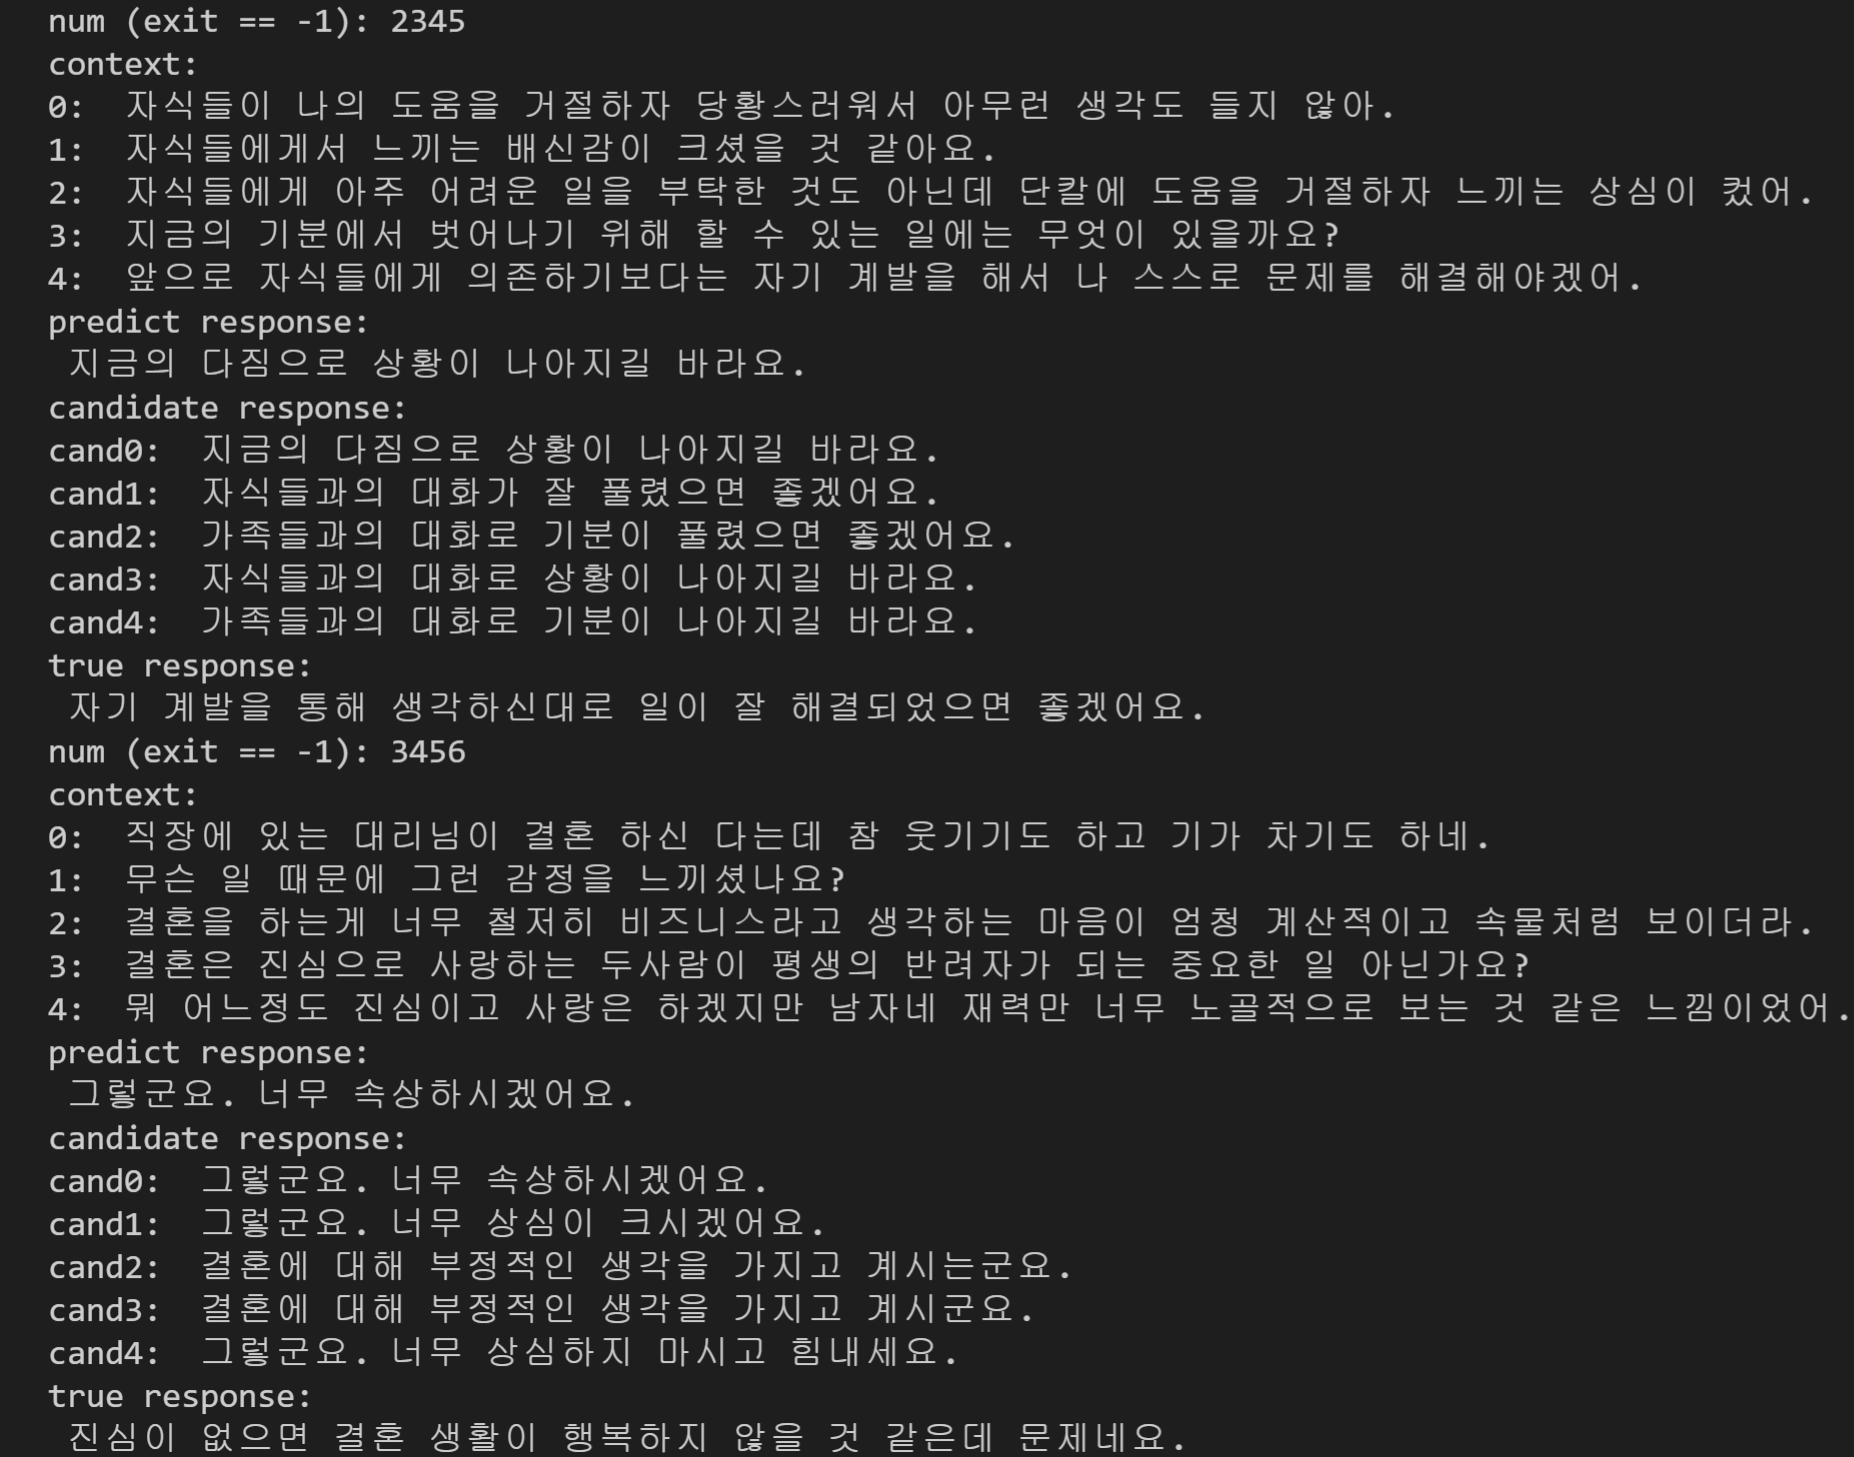 num (exit == -1): 2345
context:
0:  자식들이 나의 도움을 거절하자 당황스러워서 아무런 생각도 들지 않아.
1:  자식들에게서 느끼는 배신감이 크셨을 것 같아요.
2:  자식들에게 아주 어려운 일을 부탁한 것도 아닌데 단칼에 도움을 거절하자 느끼는 상심이 컸어.
3:  지금의 기분에서 벗어나기 위해 할 수 있는 일에는 무엇이 있을까요?
4:  앞으로 자식들에게 의존하기보다는 자기 계발을 해서 나 스스로 문제를 해결해야겠어.
predict response:
 지금의 다짐으로 상황이 나아지길 바라요.
candidate response:
cand0:  지금의 다짐으로 상황이 나아지길 바라요.
cand1:  자식들과의 대화가 잘 풀렸으면 좋겠어요.
cand2:  가족들과의 대화로 기분이 풀렸으면 좋겠어요.
cand3:  자식들과의 대화로 상황이 나아지길 바라요.
cand4:  가족들과의 대화로 기분이 나아지길 바라요.
true response:
 자기 계발을 통해 생각하신대로 일이 잘 해결되었으면 좋겠어요.
num (exit == -1): 3456
context:
0:  직장에 있는 대리님이 결혼 하신 다는데 참 웃기기도 하고 기가 차기도 하네.
1:  무슨 일 때문에 그런 감정을 느끼셨나요?
2:  결혼을 하는게 너무 철저히 비즈니스라고 생각하는 마음이 엄청 계산적이고 속물처럼 보이더라.
3:  결혼은 진심으로 사랑하는 두사람이 평생의 반려자가 되는 중요한 일 아닌가요?
4:  뭐 어느정도 진심이고 사랑은 하겠지만 남자네 재력만 너무 노골적으로 보는 것 같은 느낌이었어.
predict response:
 그렇군요. 너무 속상하시겠어요.
candidate response:
cand0:  그렇군요. 너무 속상하시겠어요.
cand1:  그렇군요. 너무 상심이 크시겠어요.
cand2:  결혼에 대해 부정적인 생각을 가지고 계시는군요.
cand3:  결혼에 대해 부정적인 생각을 가지고 계시군요.
cand4:  그렇군요. 너무 상심하지 마시고 힘내세요.
true response:
 진심이 없으면 결혼 생활이 행복하지 않을 것 같은데 문제네요.